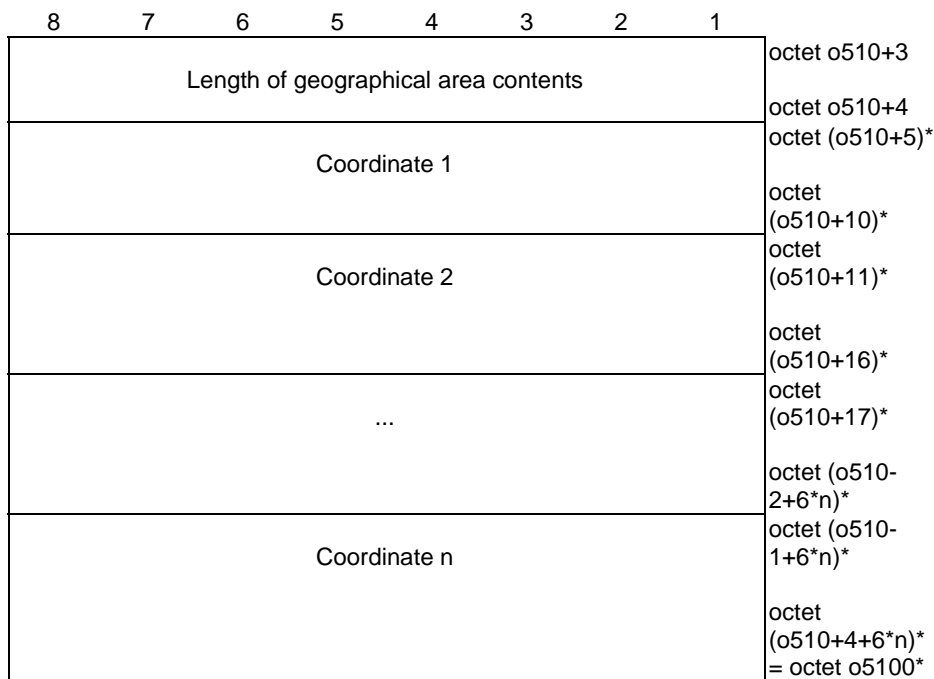 8 7 6 5 4 3 2 1
Length of geographical area contents
octet o510+3
octet o510+4
Coordinate 1
octet (o510+5)*
octet
(o510+10)*
Coordinate 2
octet
(o510+11)*
octet
(o510+16)*
...
octet
(o510+17)*
octet (o510-
2+6*n)*
Coordinate n
octet (o510-
1+6*n)*
octet
(o510+4+6*n)*
= octet o5100*